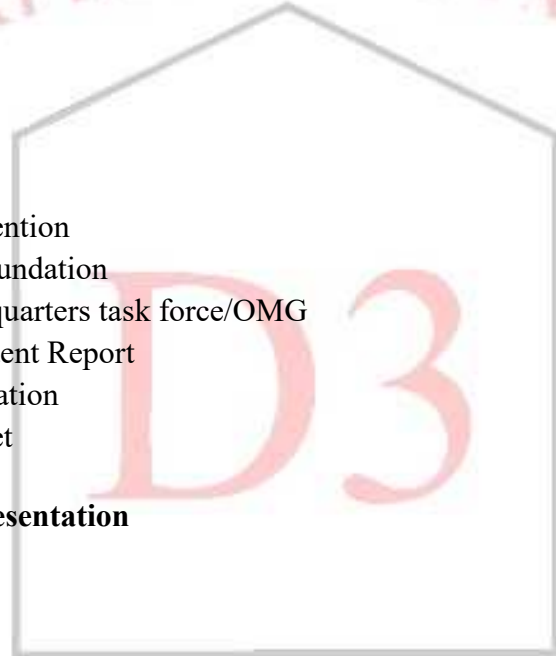 ention
undation
quarters task force/OMG
ent Report
ation
et
esentation
D3